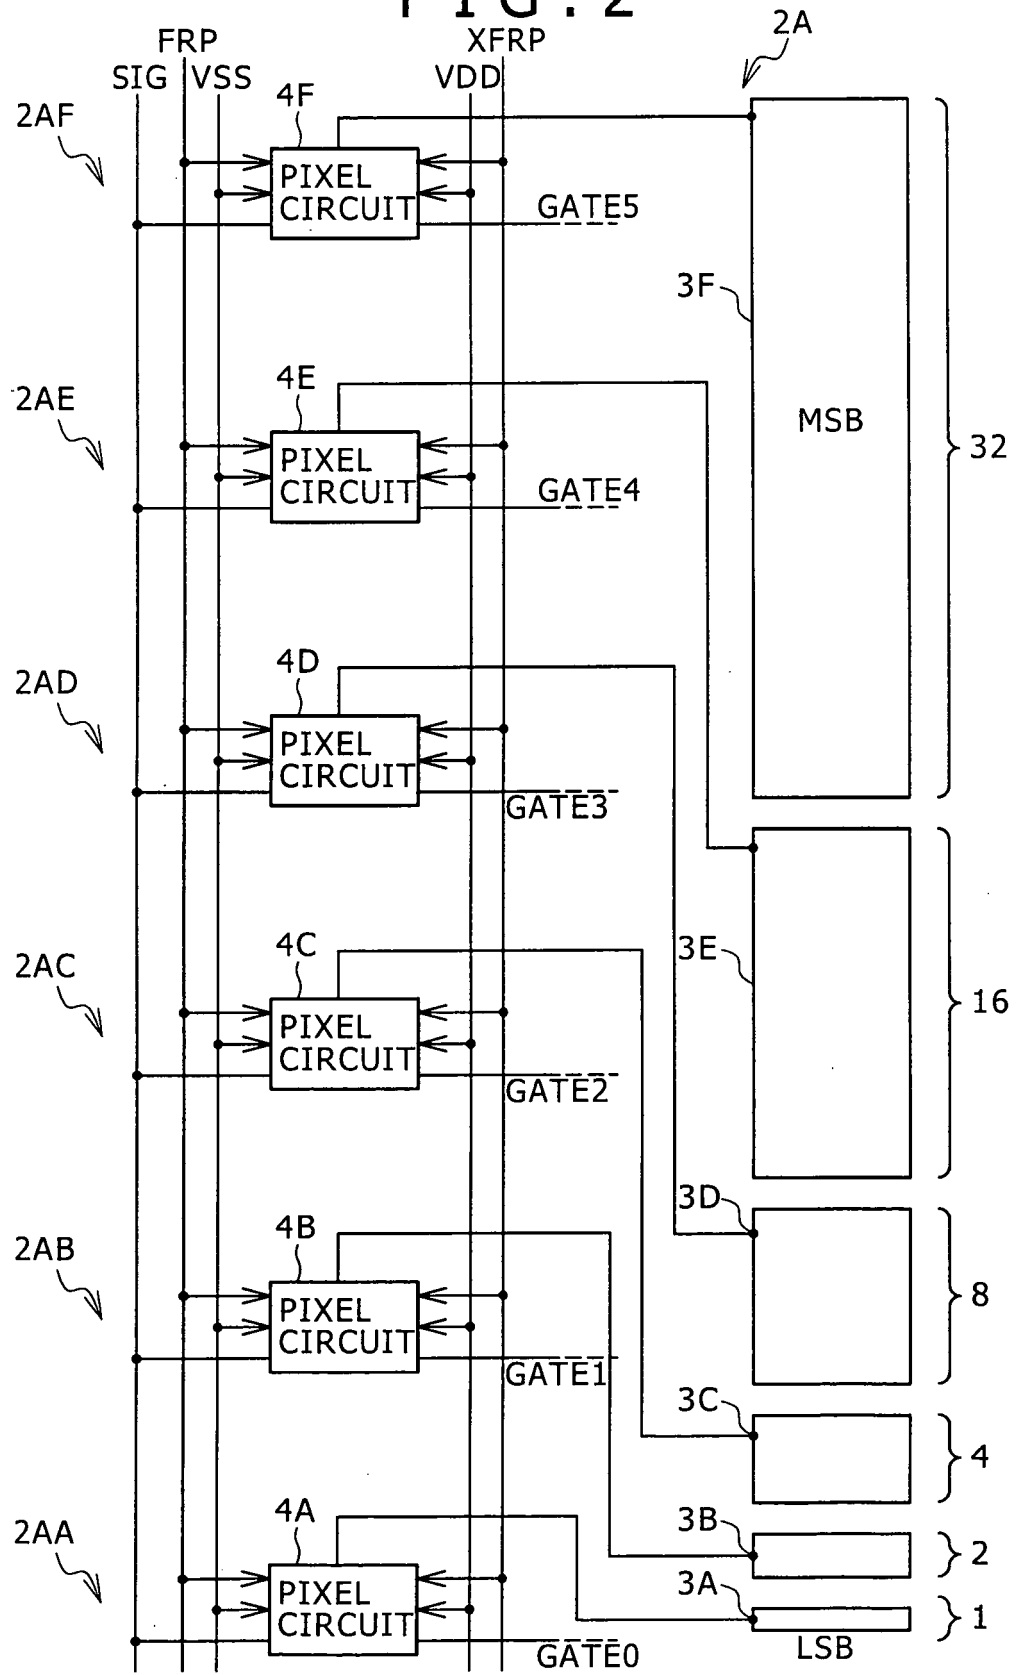 FIG.2
FRP
XFRP
2A
SIG
VSS
VDD
2AF
4F
PIXEL
CIRCUIT
GATE5
3F
MSB
32
2AE
4E
PIXEL
CIRCUIT
GATE4
2AD
4D
PIXEL
CIRCUIT
GATE3
3E
16
2AC
4C
PIXEL
CIRCUIT
GATE2
3D
8
2AB
4B
PIXEL
CIRCUIT
GATE1
3C
4
2AA
4A
PIXEL
CIRCUIT
GATE0
3B
2
3A
1
LSB